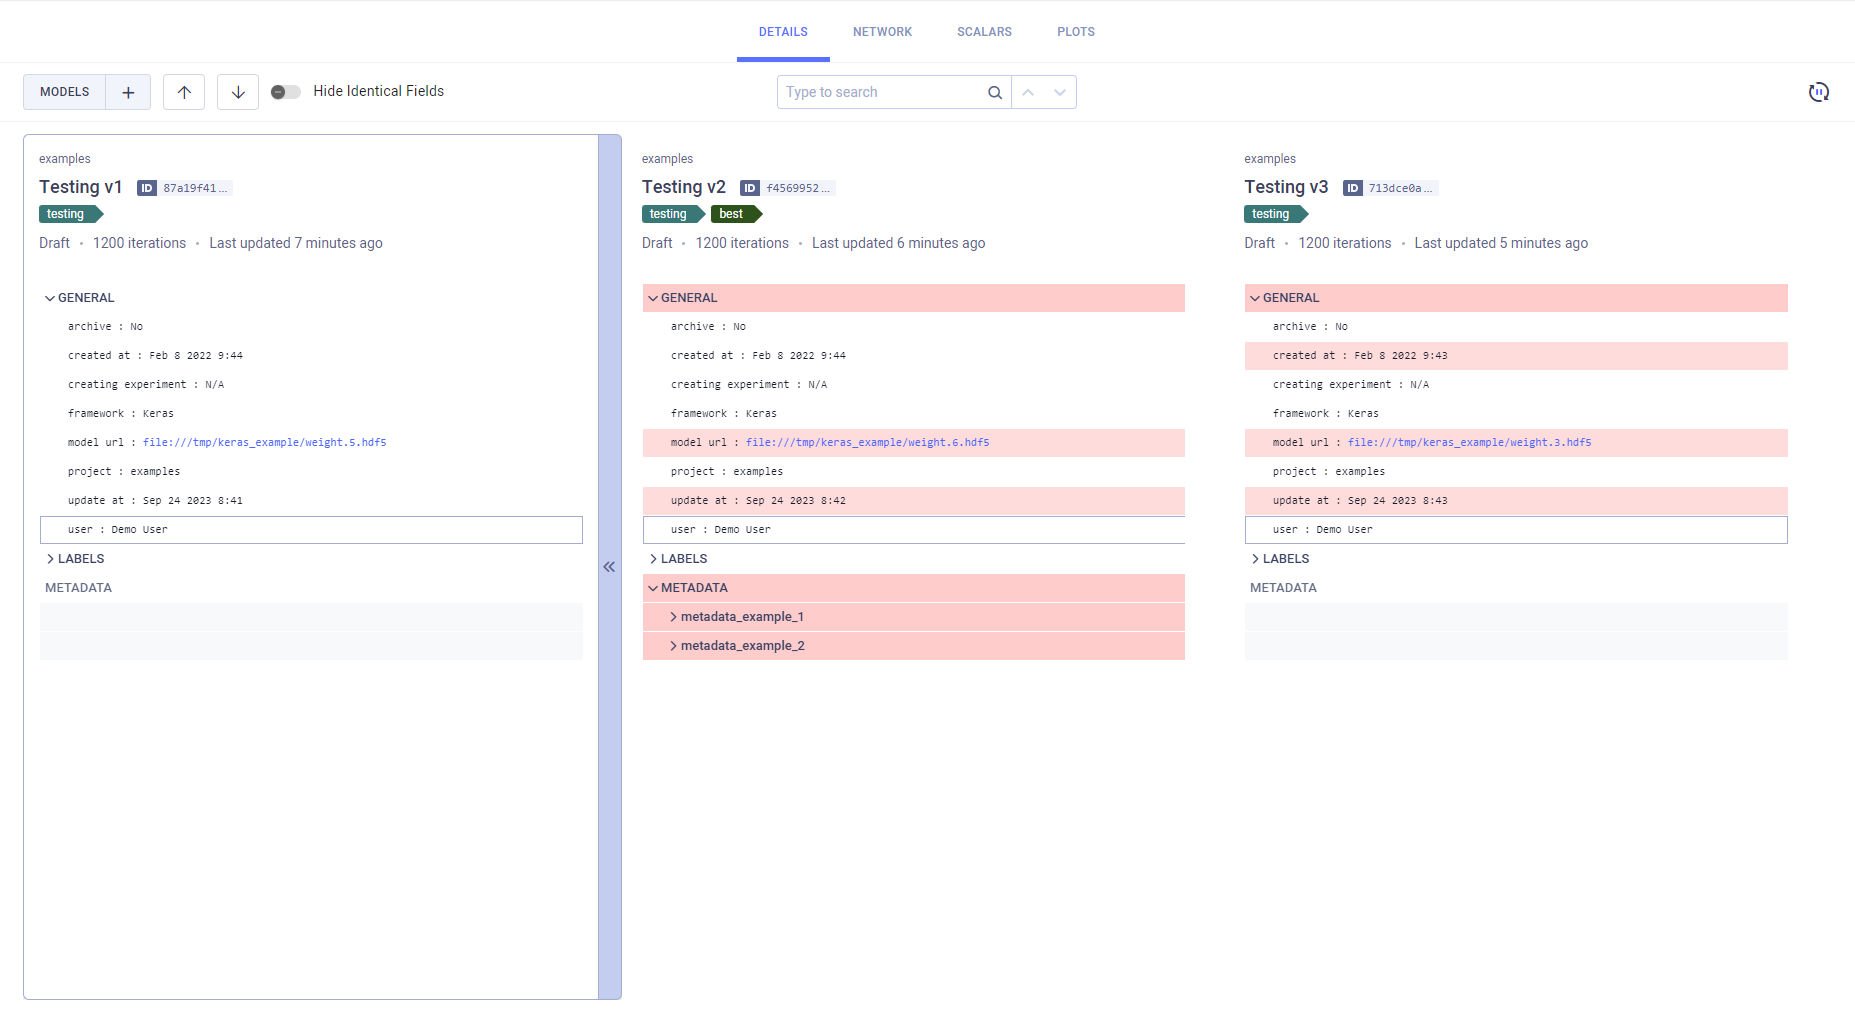 DETAILS NETWORK SCALARS PLOTS
MODELS Hide Identical Fields Type to search
examples
Testing v1 ID 87a19f41...
testing
Draft • 1200 iterations • Last updated 7 minutes ago
GENERAL
archive : No
created at : Feb 8 2022 9:44
creating experiment : N/A
framework : Keras
model url : file:///tmp/keras_example/weight.5.hdf5
project : examples
update at : Sep 24 2023 8:41
user : Demo User
LABELS
METADATA
examples
Testing v2 ID f4569952...
testing best
Draft • 1200 iterations • Last updated 6 minutes ago
GENERAL
archive : No
created at : Feb 8 2022 9:44
creating experiment : N/A
framework : Keras
model url : file:///tmp/keras_example/weight.6.hdf5
project : examples
update at : Sep 24 2023 8:42
user : Demo User
LABELS
METADATA
metadata_example_1
metadata_example_2
examples
Testing v3 ID 713dce0a...
testing
Draft • 1200 iterations • Last updated 5 minutes ago
GENERAL
archive : No
created at : Feb 8 2022 9:43
creating experiment : N/A
framework : Keras
model url : file:///tmp/keras_example/weight.3.hdf5
project : examples
update at : Sep 24 2023 8:43
user : Demo User
LABELS
METADATA